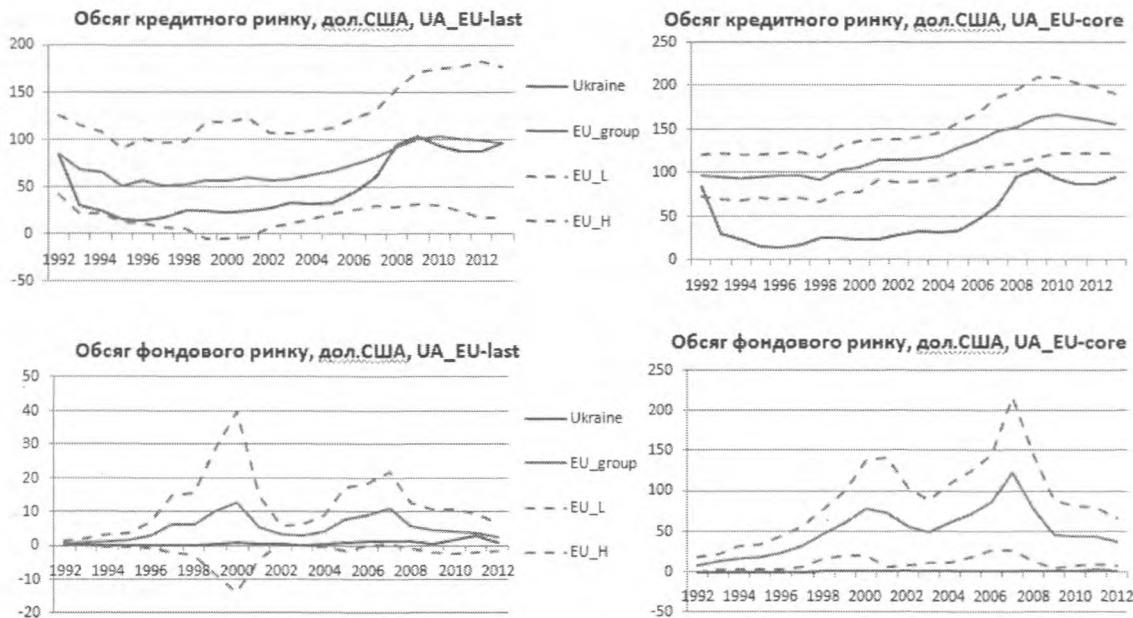 Обсяг кредитного ринку, дол.США, UA_EU-last
200
150
100
50
0
-50
1992 1994 1996 1998 2000 2002 2004 2006 2008 2010 2012
Ukraine
EU_group
EU_L
EU_H
Обсяг кредитного ринку, дол.США, UA_EU-core
250
200
150
100
50
0
1992 1994 1996 1998 2000 2002 2004 2006 2008 2010 2012
Обсяг фондового ринку, дол.США, UA_EU-last
50
40
30
20
10
0
-10
-20
1992 1994 1996 1998 2000 2002 2004 2006 2008 2010 2012
Ukraine
EU_group
EU_L
EU_H
Обсяг фондового ринку, дол.США, UA_EU-core
250
200
150
100
50
0
-50
1992 1994 1996 1998 2000 2002 2004 2006 2008 2010 2012